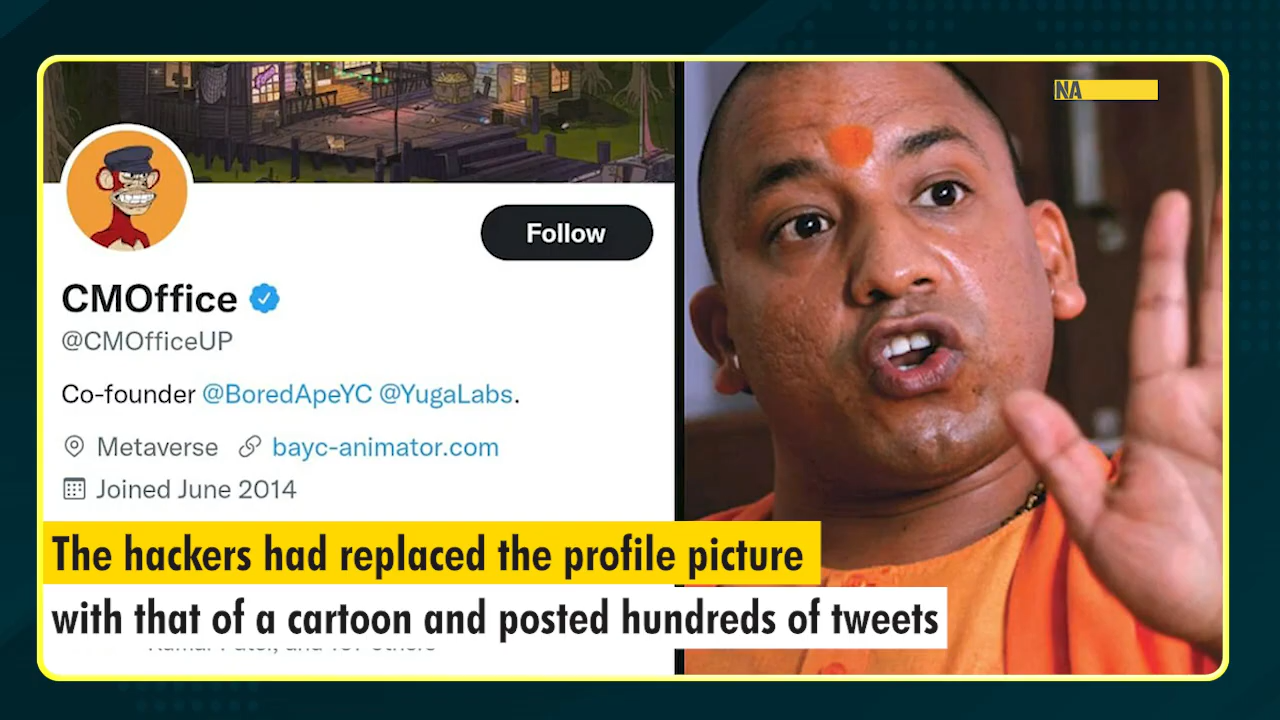 NA
Follow
CMOffice
@CMOfficeUP
Co-founder @BoredApeYC @YugaLabs.
Metaverse bayc-animator.com
Joined June 2014
The hackers had replaced the profile picture
with that of a cartoon and posted hundreds of tweets